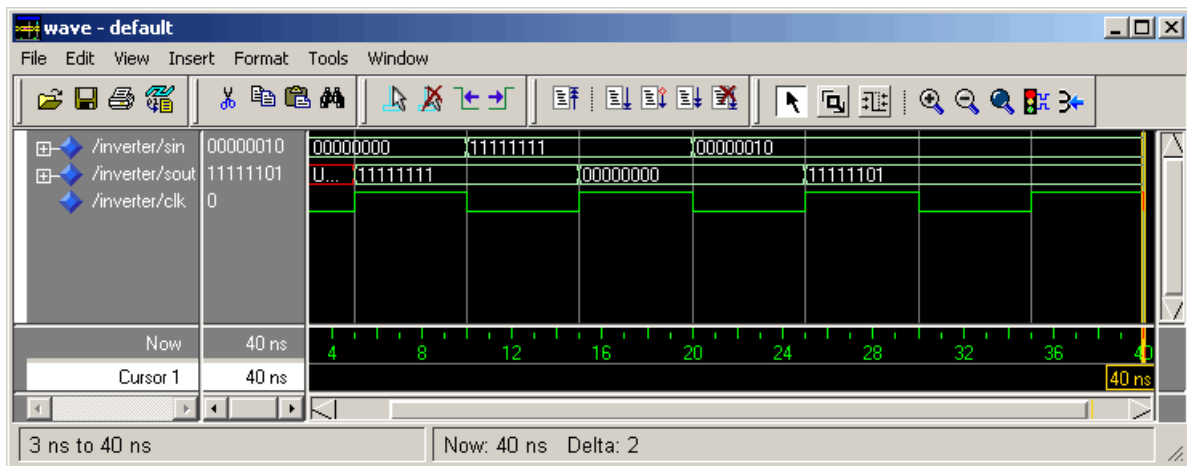 wave - default
File Edit View Insert Format Tools Window
/inverter/sin 00000010 00000000 11111111 00000010
/inverter/sout 11111101 U... 11111111 00000000 11111101
/inverter/clk 0
Now 40 ns 4 8 12 16 20 24 28 32 36 40
Cursor 1 40 ns 40 ns
3 ns to 40 ns Now: 40 ns Delta: 2